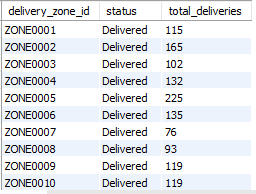 delivery_zone_id status total_deliveries
ZONE0001 Delivered 115
ZONE0002 Delivered 165
ZONE0003 Delivered 102
ZONE0004 Delivered 132
ZONE0005 Delivered 225
ZONE0006 Delivered 135
ZONE0007 Delivered 76
ZONE0008 Delivered 93
ZONE0009 Delivered 119
ZONE0010 Delivered 119